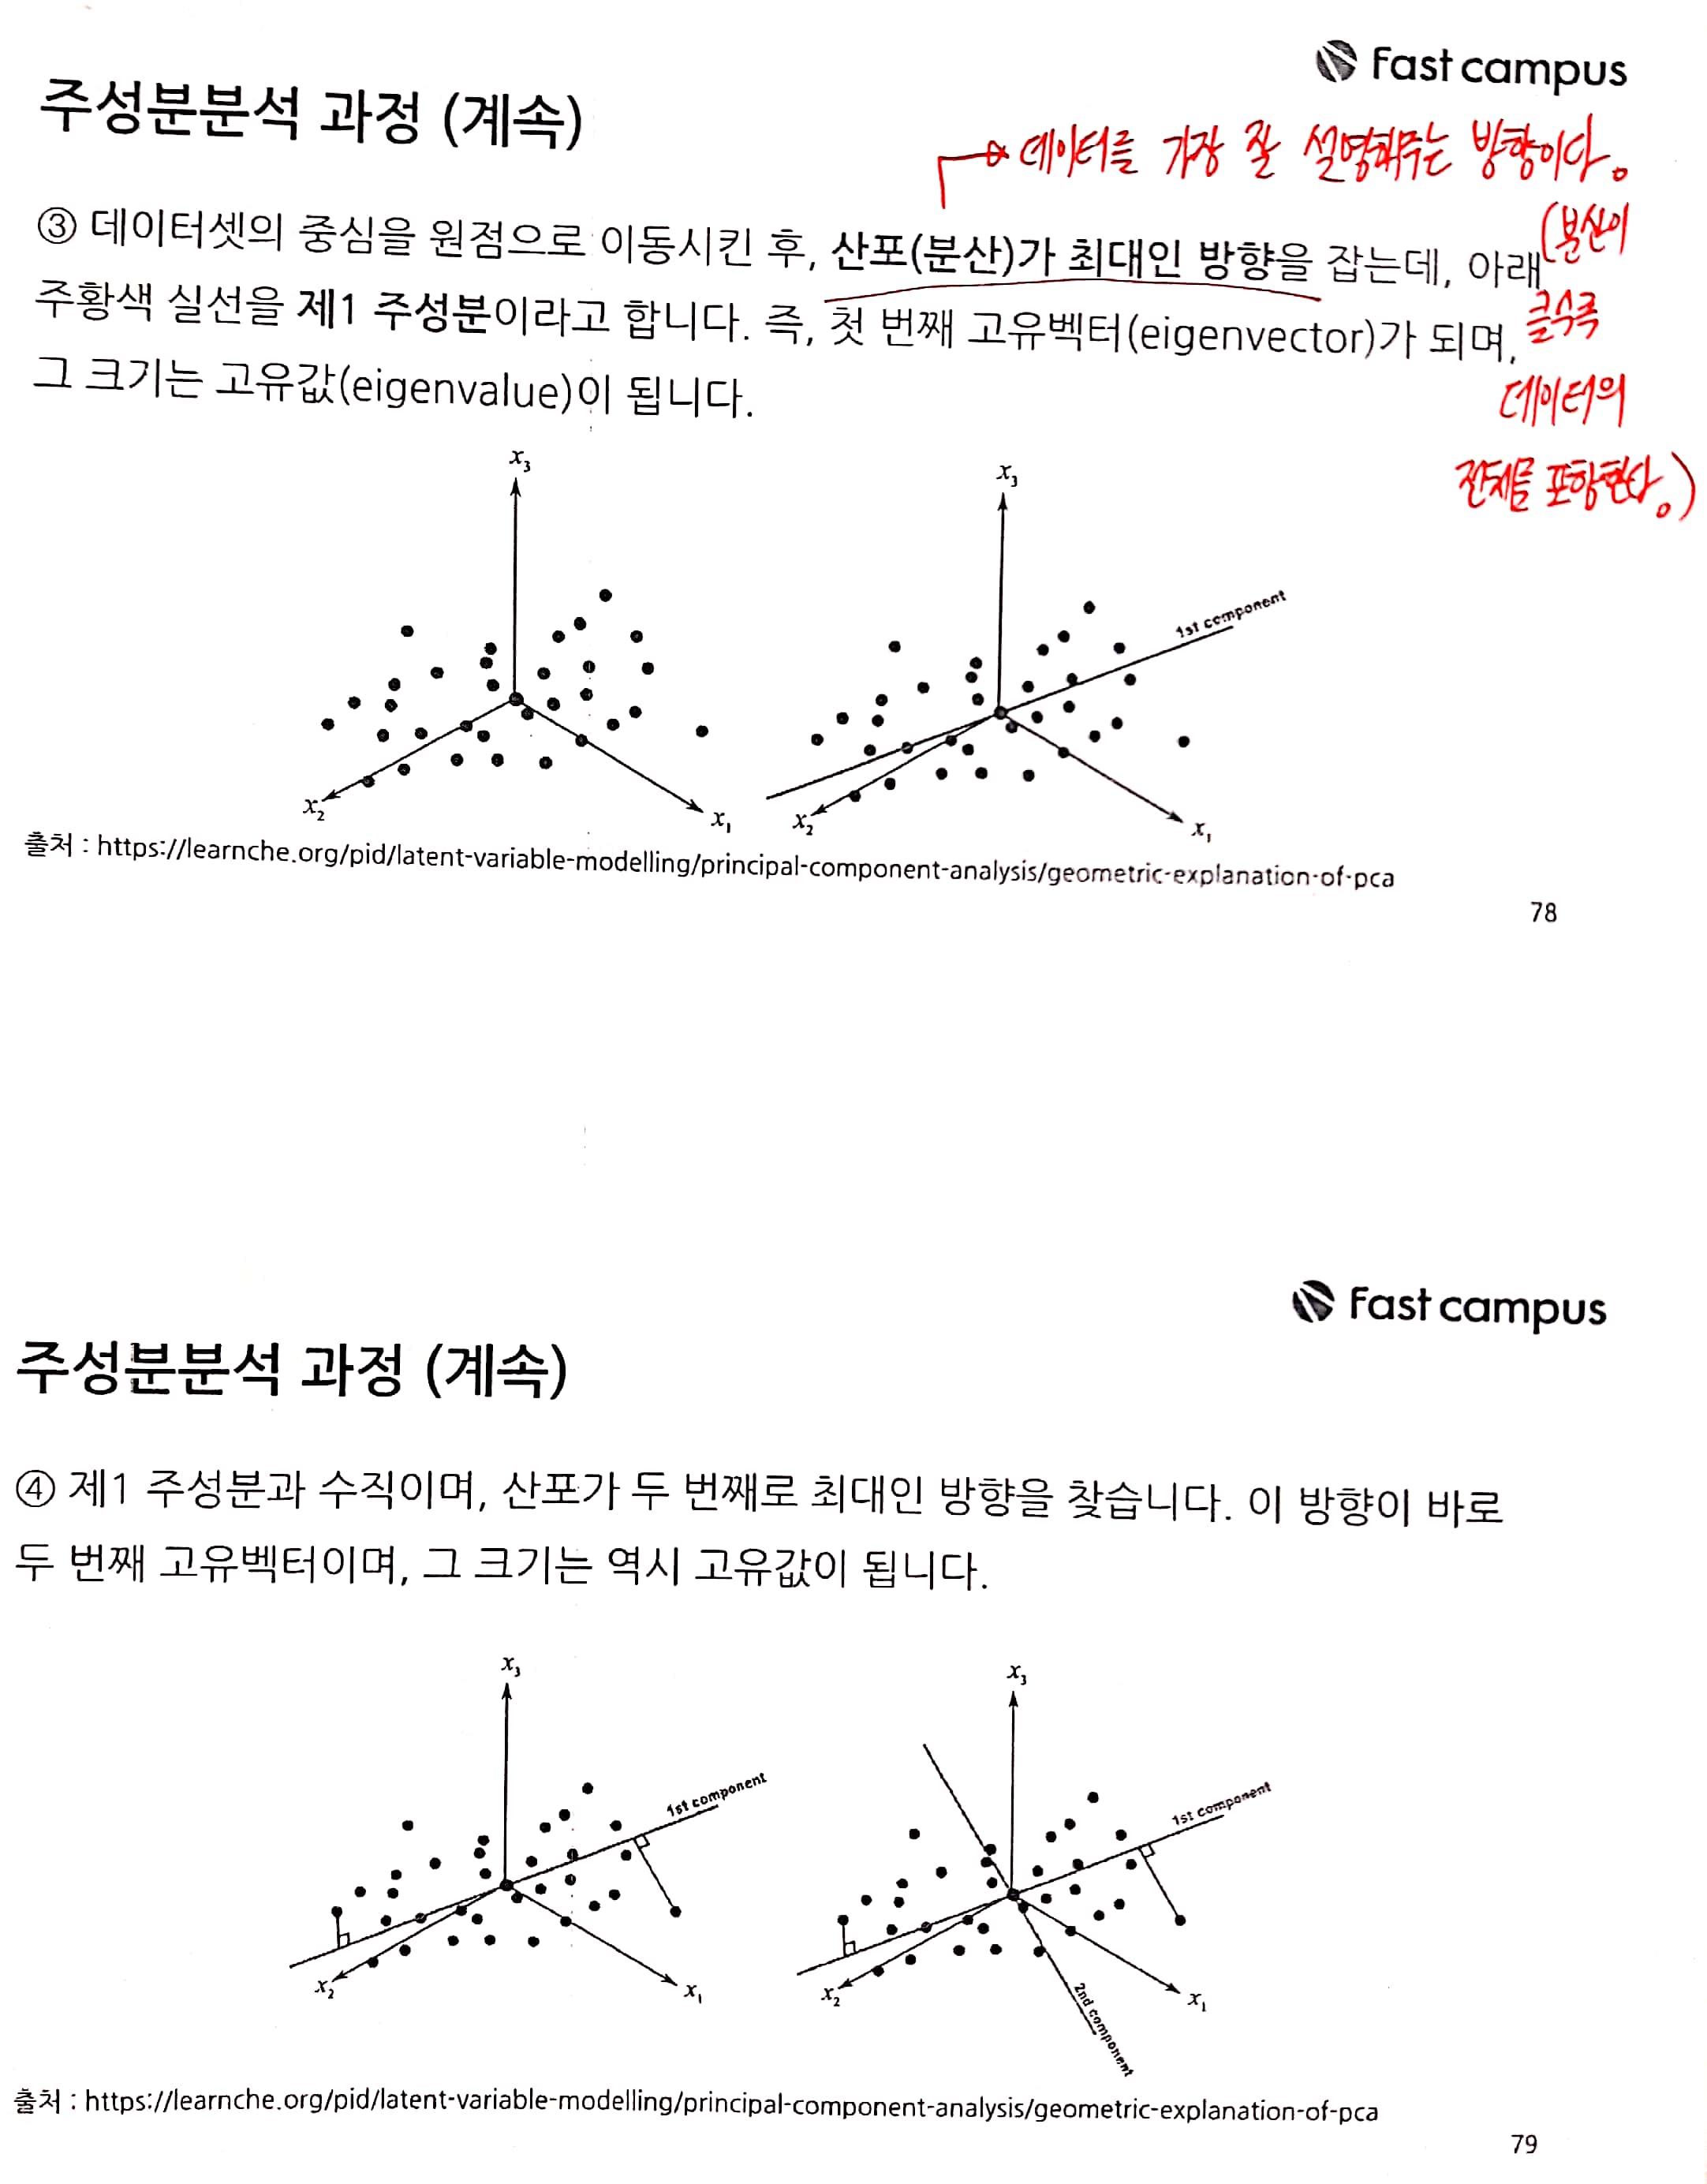 Fast campus
주성분분석 과정 (계속)
데이터를 가장 잘 설명해주는 방향이다.
(분산이
클수록
데이터의
전체를 포함한다.)
③ 데이터셋의 중심을 원점으로 이동시킨 후, 산포(분산)가 최대인 방향을 잡는데, 아래
주황색 실선을 제1 주성분이라고 합니다. 즉, 첫 번째 고유벡터(eigenvector)가 되며,
그 크기는 고유값(eigenvalue)이 됩니다.
x₃
x₂
x₁
x₃
1st component
x₂
x₁
출처 : https://learnche.org/pid/latent-variable-modelling/principal-component-analysis/geometric-explanation-of-pca
78
Fast campus
주성분분석 과정 (계속)
④ 제1 주성분과 수직이며, 산포가 두 번째로 최대인 방향을 찾습니다. 이 방향이 바로
두 번째 고유벡터이며, 그 크기는 역시 고유값이 됩니다.
x₃
1st component
x₂
x₁
x₃
1st component
x₂
x₁
2nd component
출처 : https://learnche.org/pid/latent-variable-modelling/principal-component-analysis/geometric-explanation-of-pca
79